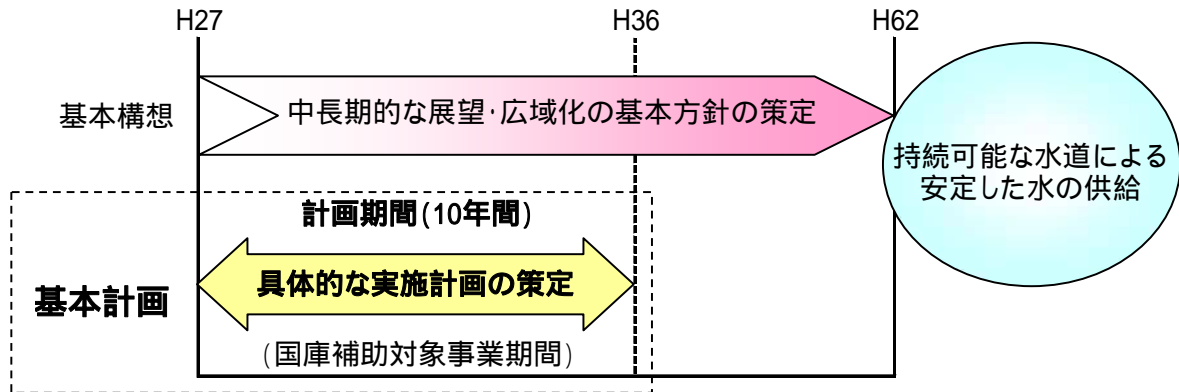 H27
H36
H62
基本構想
中長期的な展望・広域化の基本方針の策定
持続可能な水道による
安定した水の供給
計画期間(10年間)
基本計画
具体的な実施計画の策定
(国庫補助対象事業期間)